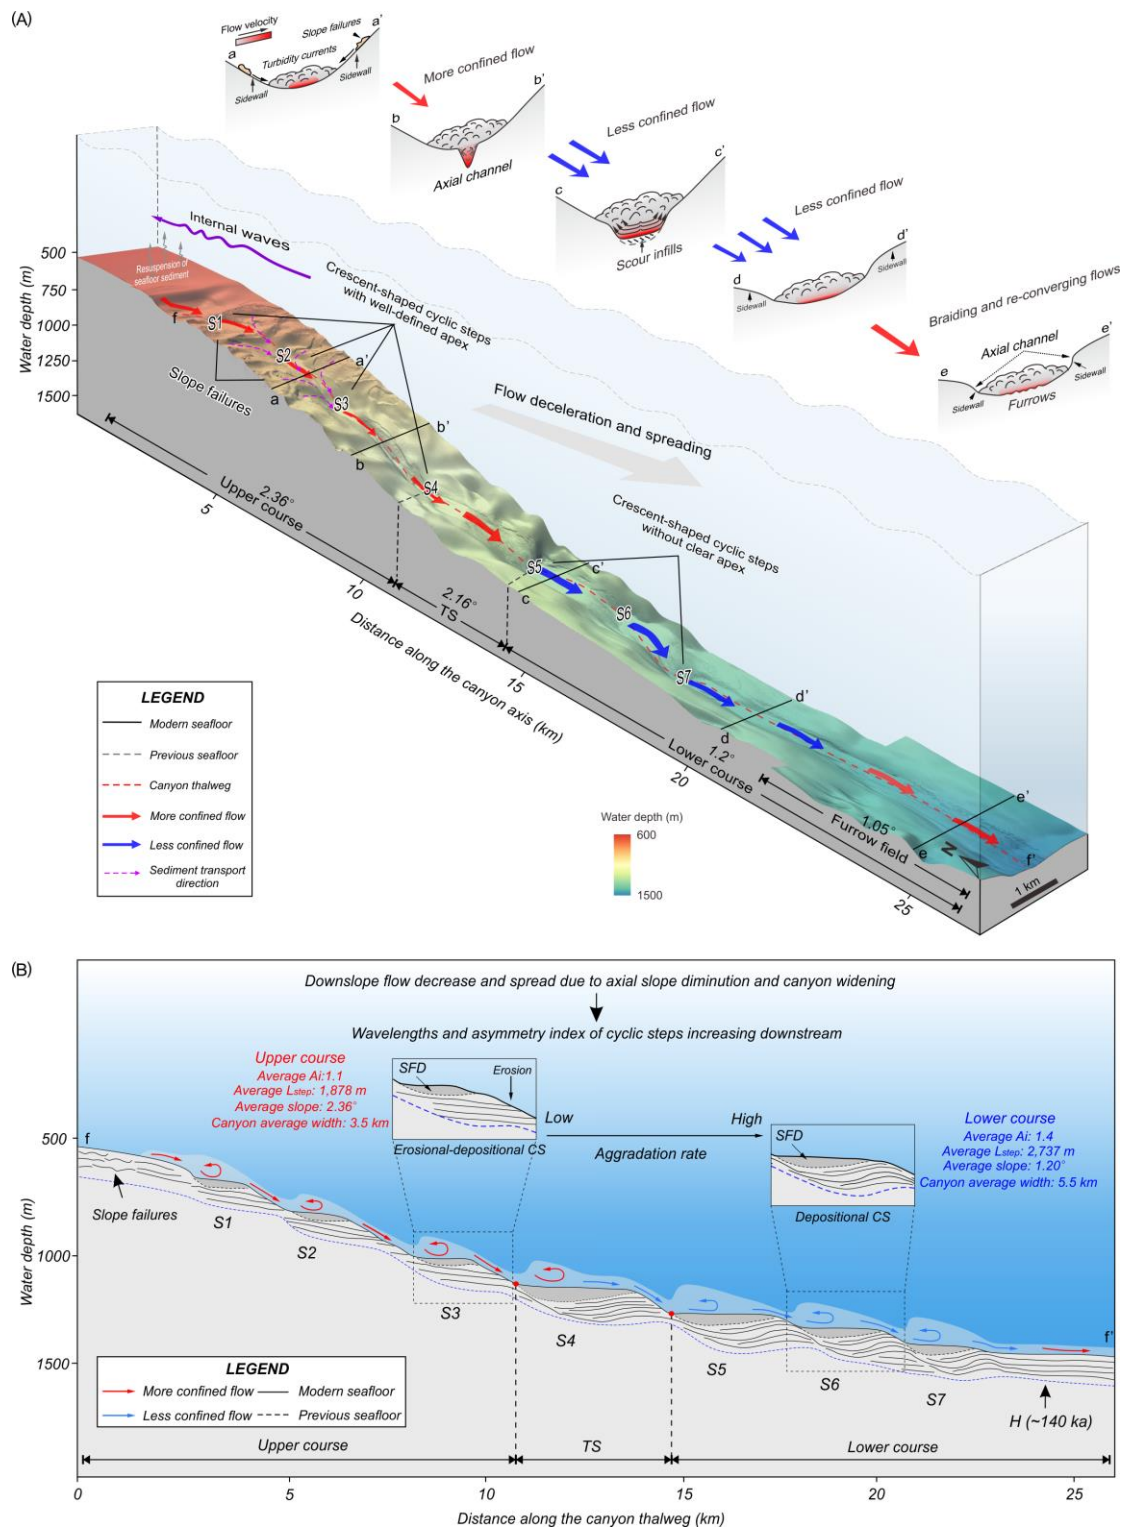 (A)
Flow velocity
Slope failures
a
a'
Turbidity currents
Sidewall
Sidewall
More confined flow
b
b'
Axial channel
Less confined flow
c
c'
Scour infills
Less confined flow
d
d'
Sidewall
Sidewall
Braiding and re-converging flows
e
e'
Axial channel
Sidewall
Sidewall
Furrows
Internal waves
Resuspension of
seafloor sediment
Water depth (m)
500
750
1000
1250
1500
Crescent-shaped cyclic steps
with well-defined apex
f
S1
S2
S3
S4
S5
S6
S7
Slope failures
a
a'
b
b'
c
c'
d
d'
e
e'
f'
Flow deceleration and spreading
Crescent-shaped cyclic steps
without clear apex
2.36°
Upper course
2.16°
TS
1.2°
Lower course
1.05°
Furrow field
5
10
15
20
25
Distance along the canyon axis (km)
N
1 km
LEGEND
Modern seafloor
Previous seafloor
Canyon thalweg
More confined flow
Less confined flow
Sediment transport
direction
Water depth (m)
600
1500
(B)
Downslope flow decrease and spread due to axial slope diminution and canyon widening
Wavelengths and asymmetry index of cyclic steps increasing downstream
Upper course
Average Ai:1.1
Average Lstep: 1,878 m
Average slope: 2.36°
Canyon average width: 3.5 km
SFD
Erosion
Erosional-depositional CS
Low
High
Aggradation rate
SFD
Depositional CS
Lower course
Average Ai: 1.4
Average Lstep: 2,737 m
Average slope: 1.20°
Canyon average width: 5.5 km
Water depth (m)
500
1000
1500
f
f'
Slope failures
S1
S2
S3
S4
S5
S6
S7
H (~140 ka)
LEGEND
More confined flow
Modern seafloor
Less confined flow
Previous seafloor
Upper course
TS
Lower course
0
5
10
15
20
25
Distance along the canyon thalweg (km)